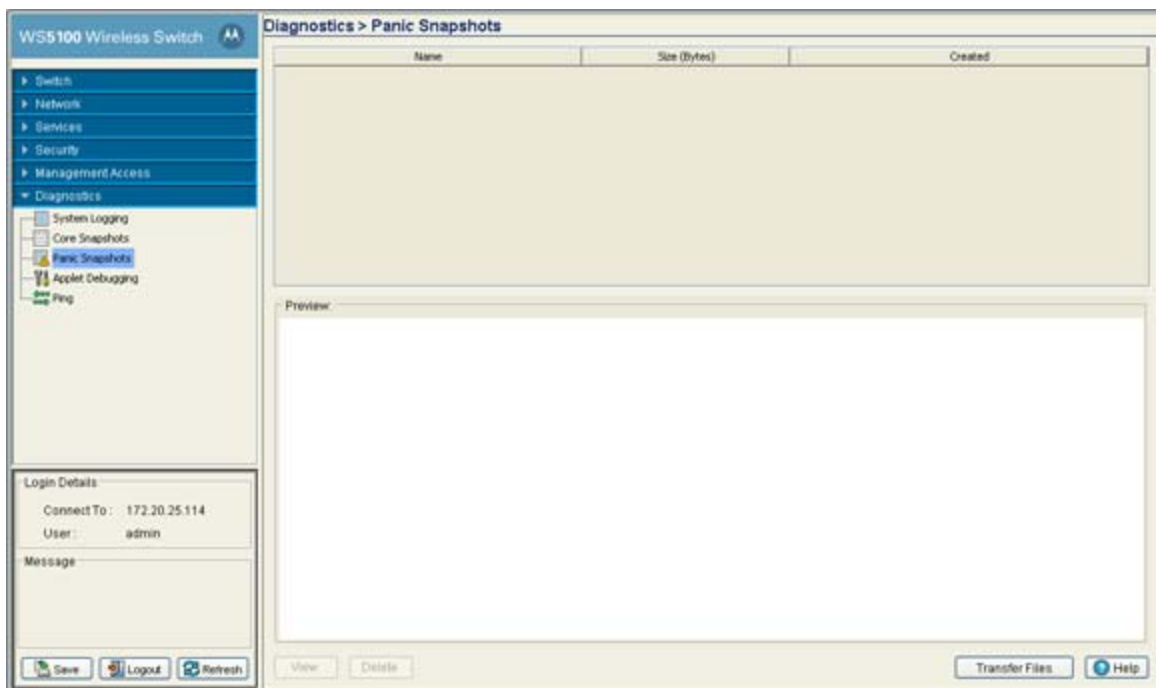 WS5100 Wireless Switch
Diagnostics > Panic Snapshots
Name Size (Bytes) Created
Switch
Network
Services
Security
Management Access
Diagnostics
System Logging
Core Snapshots
Panic Snapshots
Applet Debugging
Ping
Preview:
Login Details
Connect To : 172.20.25.114
User : admin
Message
Save Logout Refresh
View Delete Transfer Files Help